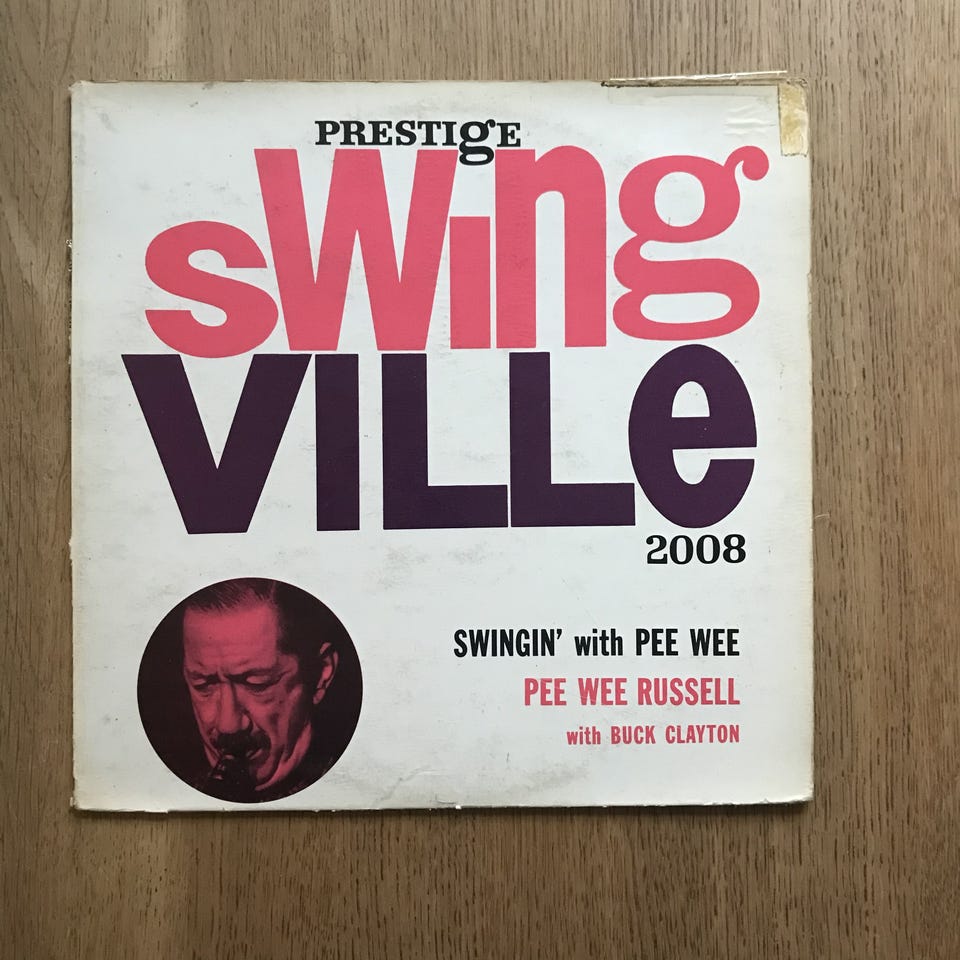 PRESTIgE
sWing
VILLe
2008
SWINGIN' with PEE WEE
PEE WEE RUSSELL
with BUCK CLAYTON